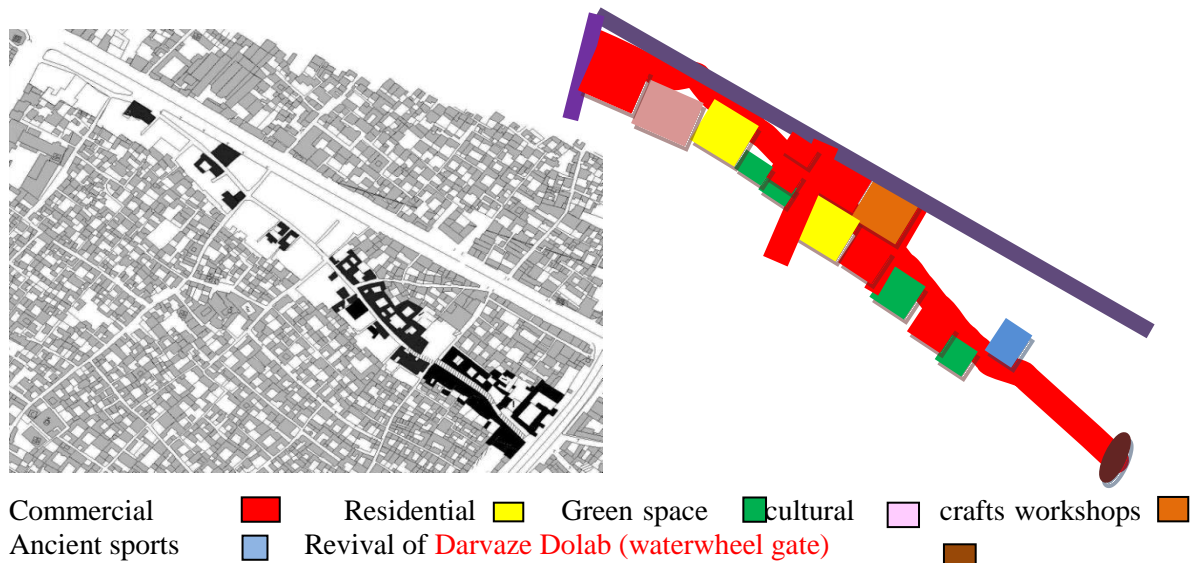 Commercial Residential Green space cultural crafts workshops
Ancient sports Revival of Darvaze Dolab (waterwheel gate)